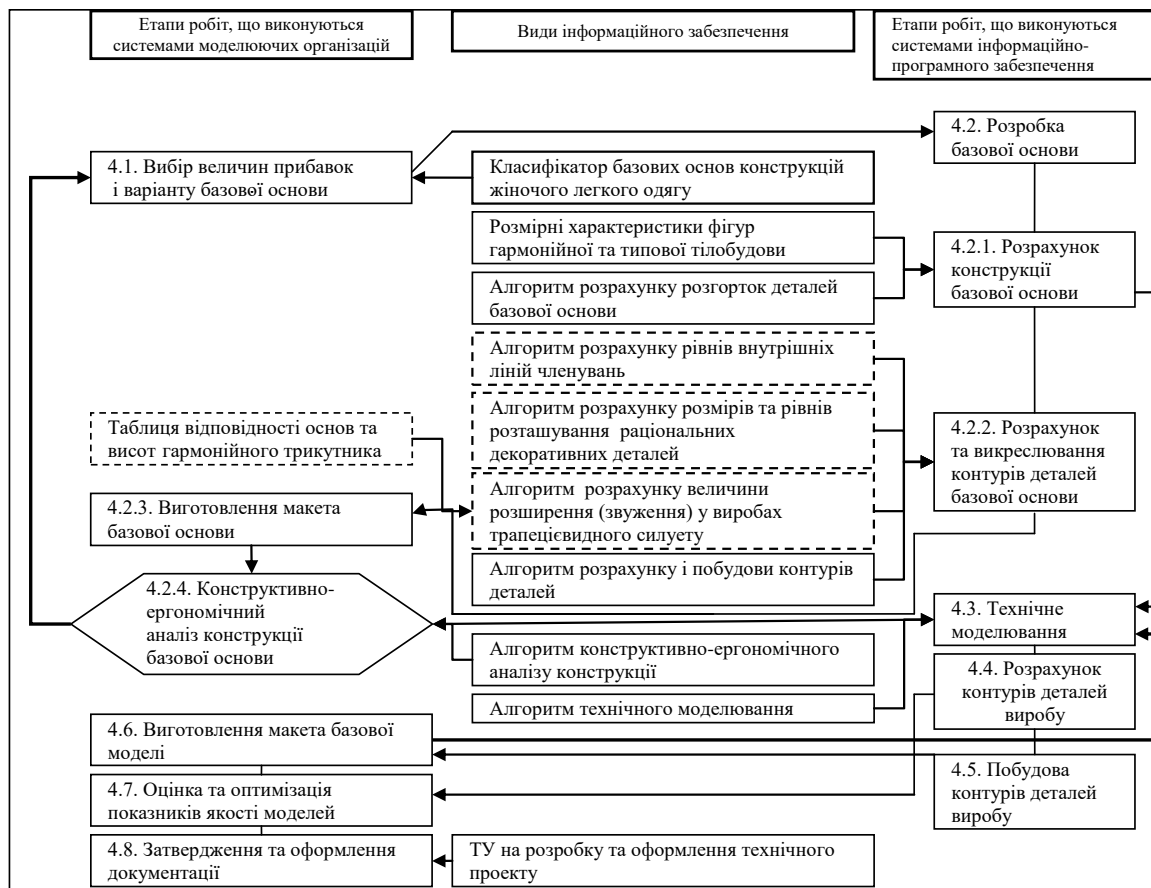 Етапи робіт, що виконуються
системами моделюючих організацій
Види інформаційного забезпечення
Етапи робіт, що виконуються
системами інформаційно-
програмного забезпечення
4.1. Вибір величин прибавок
і варіанту базової основи
Класифікатор базових основ конструкцій
жіночого легкого одягу
4.2. Розробка
базової основи
Розмірні характеристики фігур
гармонійної та типової тілобудови
Алгоритм розрахунку розгорток деталей
базової основи
4.2.1. Розрахунок
конструкції
базової основи
Алгоритм розрахунку рівнів внутрішніх
ліній членувань
Таблиця відповідності основ та
висот гармонійного трикутника
Алгоритм розрахунку розмірів та рівнів
розташування раціональних
декоративних деталей
4.2.2. Розрахунок
та викреслювання
контурів деталей
базової основи
4.2.3. Виготовлення макета
базової основи
Алгоритм розрахунку величини
розширення (звуження) у виробах
трапецієвидного силуету
Алгоритм розрахунку і побудови контурів
деталей
4.2.4. Конструктивно-
ергономічний
аналіз конструкції
базової основи
4.3. Технічне
моделювання
Алгоритм конструктивно-ергономічного
аналізу конструкції
4.4. Розрахунок
контурів деталей
виробу
Алгоритм технічного моделювання
4.6. Виготовлення макета базової
моделі
4.5. Побудова
контурів деталей
виробу
4.7. Оцінка та оптимізація
показників якості моделей
4.8. Затвердження та оформлення
документації
ТУ на розробку та оформлення технічного
проекту